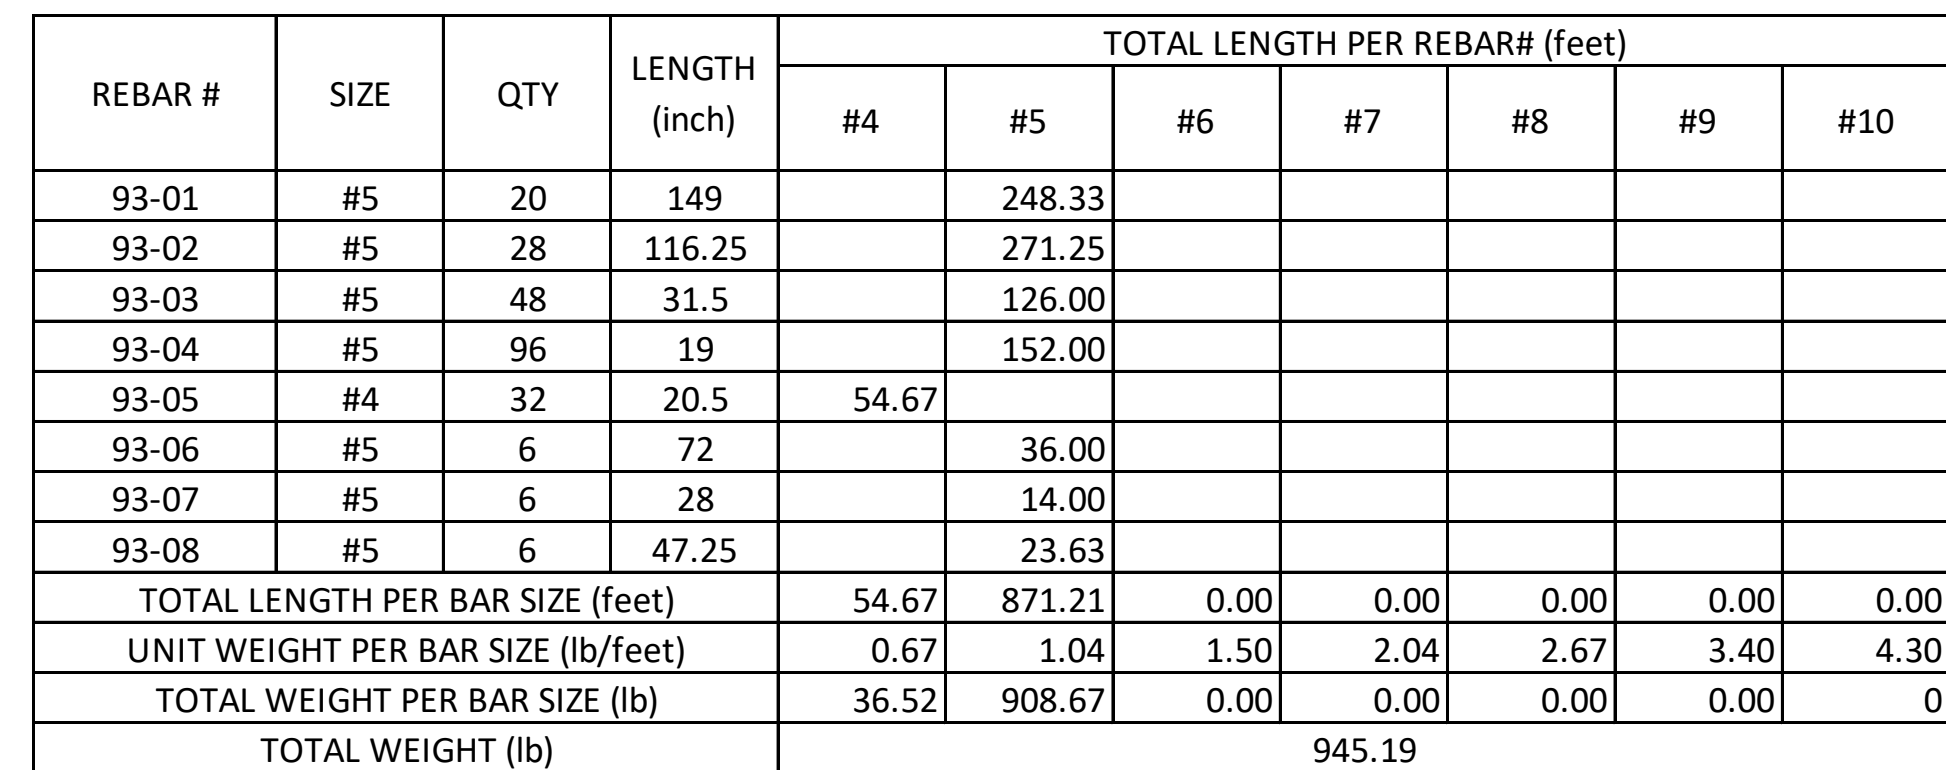 REBAR # SIZE QTY LENGTH (inch) TOTAL LENGTH PER REBAR# (feet)
#4 #5 #6 #7 #8 #9 #10
93-01 #5 20 149 248.33
93-02 #5 28 116.25 271.25
93-03 #5 48 31.5 126.00
93-04 #5 96 19 152.00
93-05 #4 32 20.5 54.67
93-06 #5 6 72 36.00
93-07 #5 6 28 14.00
93-08 #5 6 47.25 23.63
TOTAL LENGTH PER BAR SIZE (feet) 54.67 871.21 0.00 0.00 0.00 0.00 0.00
UNIT WEIGHT PER BAR SIZE (lb/feet) 0.67 1.04 1.50 2.04 2.67 3.40 4.30
TOTAL WEIGHT PER BAR SIZE (lb) 36.52 908.67 0.00 0.00 0.00 0.00 0
TOTAL WEIGHT (lb) 945.19